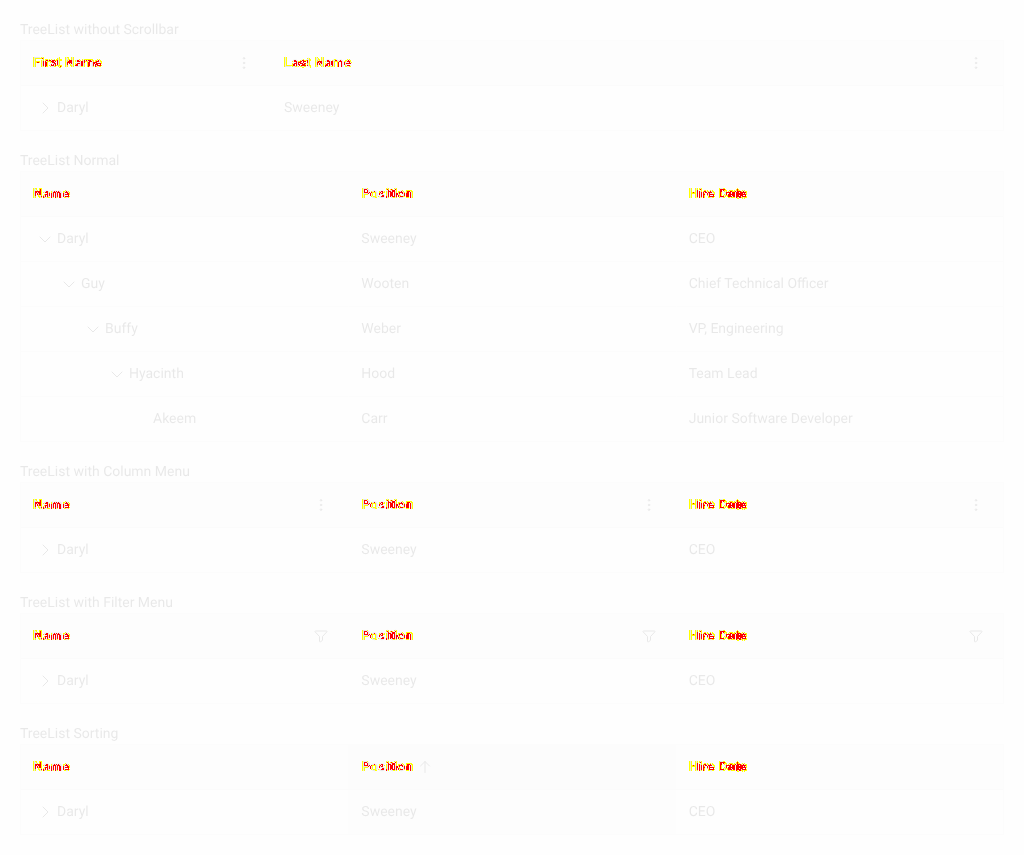 TreeList without Scrollbar
First Name Last Name
Daryl Sweeney
TreeList Normal
Name Position Hire Date
Daryl Sweeney CEO
Guy Wooten Chief Technical Officer
Buffy Weber VP, Engineering
Hyacinth Hood Team Lead
Akeem Carr Junior Software Developer
TreeList with Column Menu
Name Position Hire Date
Daryl Sweeney CEO
TreeList with Filter Menu
Name Position Hire Date
Daryl Sweeney CEO
TreeList Sorting
Name Position Hire Date
Daryl Sweeney CEO